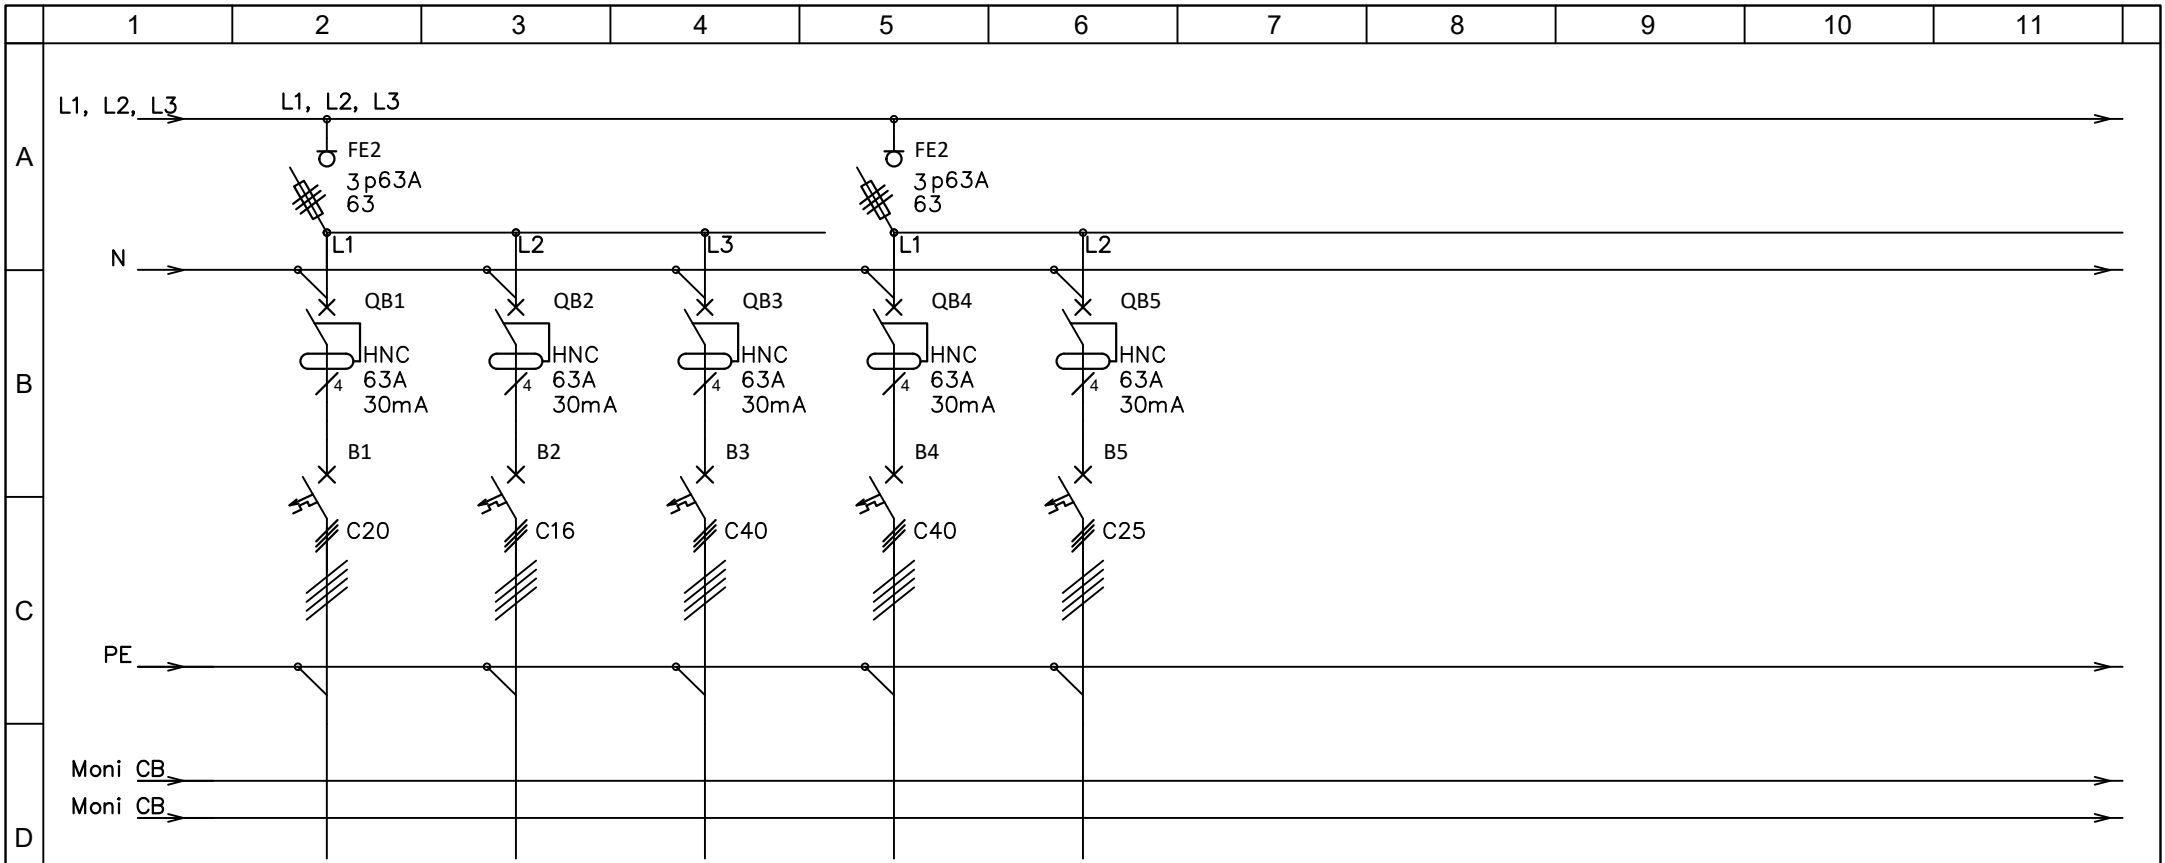 1 2 3 4 5 6 7 8 9 10 11
L1, L2, L3 L1, L2, L3
A
FE2 FE2
3p63A 3p63A
63 63
L1 L2 L3 L1 L2
N
QB1 QB2 QB3 QB4 QB5
HNC HNC HNC HNC HNC
B
63A 63A 63A 63A 63A
4 4 4 4 4
30mA 30mA 30mA 30mA 30mA
B1 B2 B3 B4 B5
C20 C16 C40 C40 C25
C
PE
Moni CB
Moni CB
D